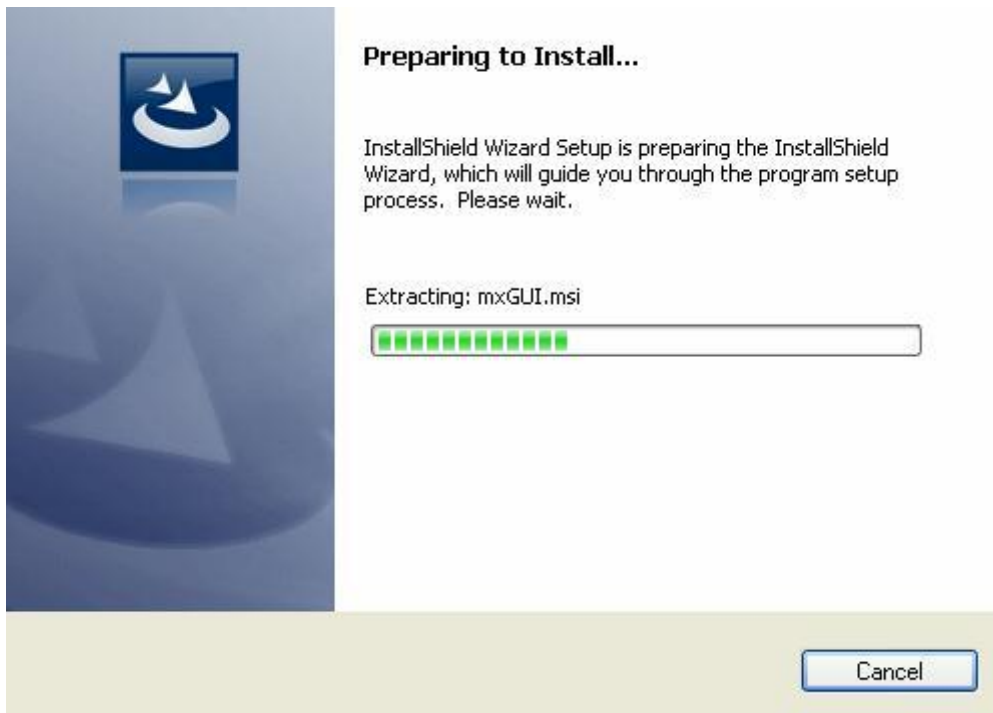 Preparing to Install...
InstallShield Wizard Setup is preparing the InstallShield
Wizard, which will guide you through the program setup
process.  Please wait.
Extracting: mxGUI.msi
Cancel